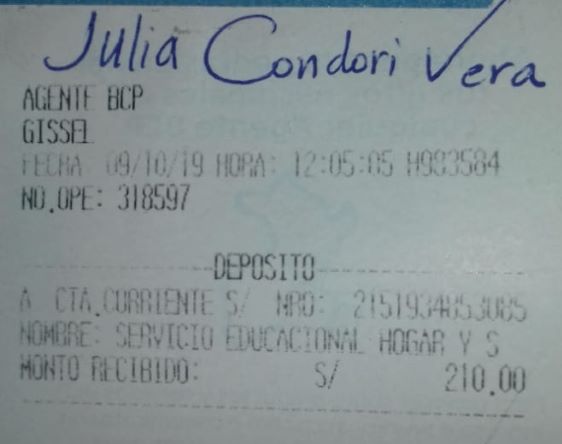 Julia Condori Vera
AGENTE BCP
GISSEL
FECHA: 09/10/19 HORA: 12:05:05 H983584
NO.OPE: 318597
DEPOSITO
A CTA.CURRIENTE S/ NRO: 2151934853085
NOMBRE: SERVICIO EDUCACIONAL HOGAR Y S
MONTO RECIBIDO: S/ 210.00